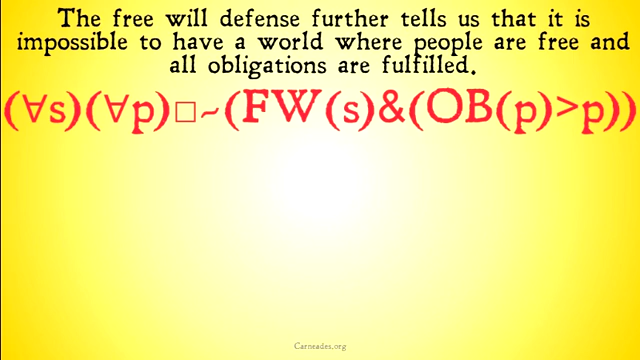 The free will defense further tells us that it is
impossible to have a world where people are free and
all obligations are fulfilled.
(∀s)(∀p)□~(FW(s)&(OB(p)>p))
Carneades.org